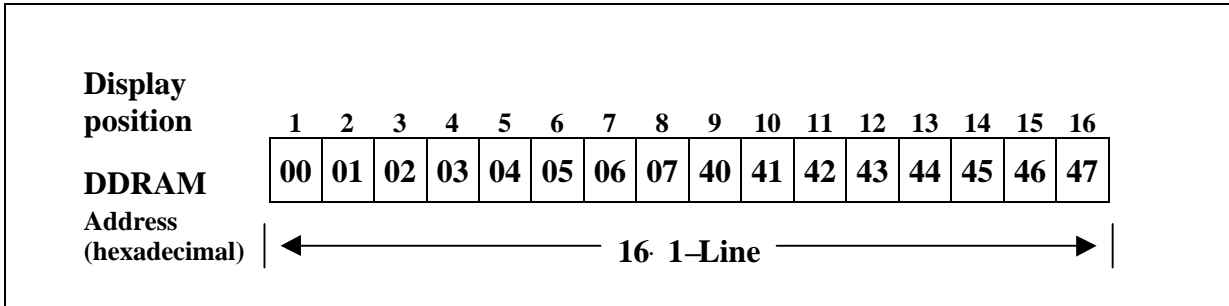 Display
position 1 2 3 4 5 6 7 8 9 10 11 12 13 14 15 16
DDRAM 00 01 02 03 04 05 06 07 40 41 42 43 44 45 46 47
Address
(hexadecimal) 16· 1–Line